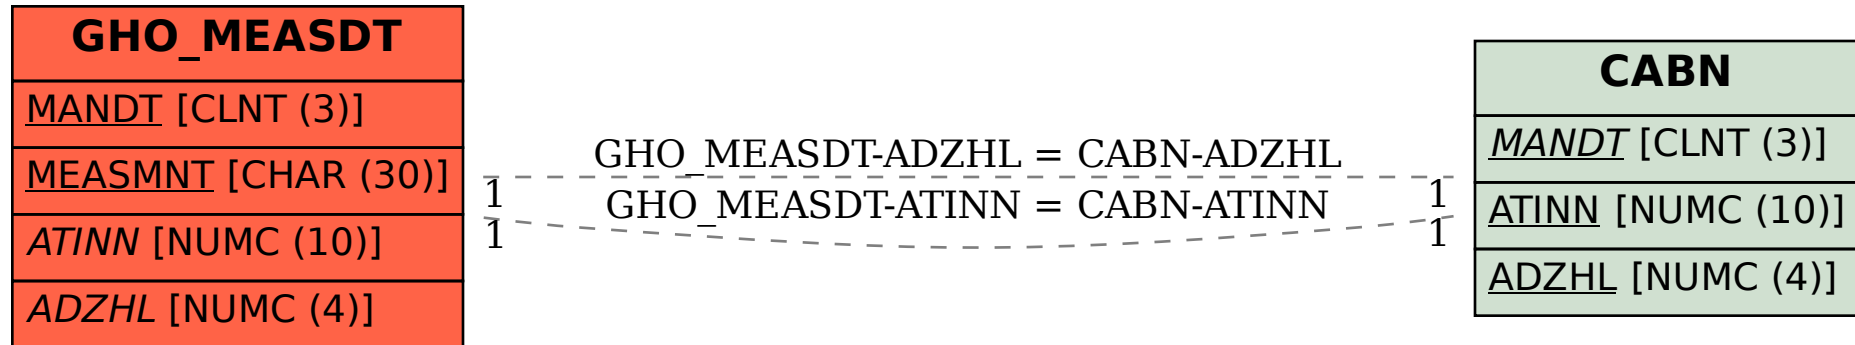 GHO_MEASDT
MANDT [CLNT (3)]
MEASMNT [CHAR (30)]
ATINN [NUMC (10)]
ADZHL [NUMC (4)]
GHO_MEASDT-ADZHL = CABN-ADZHL
1
1
GHO_MEASDT-ATINN = CABN-ATINN
1
1
CABN
MANDT [CLNT (3)]
ATINN [NUMC (10)]
ADZHL [NUMC (4)]